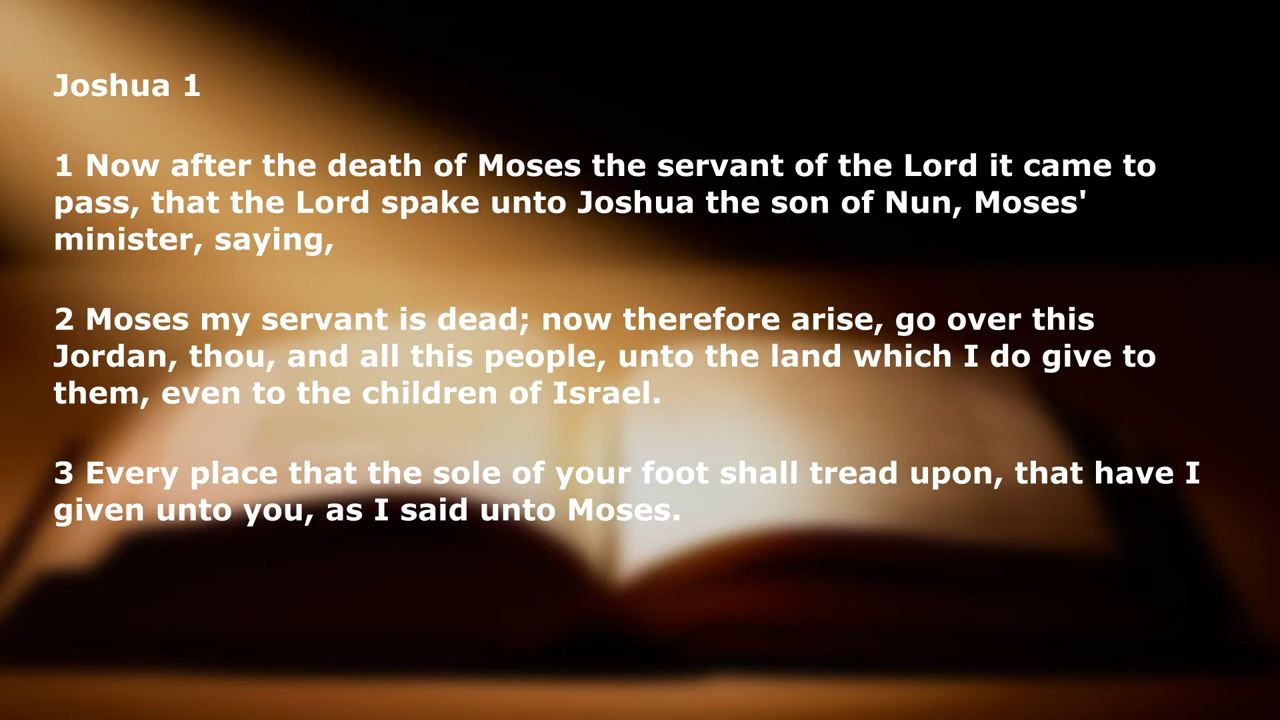 Joshua 1
1 Now after the death of Moses the servant of the Lord it came to
pass, that the Lord spake unto Joshua the son of Nun, Moses'
minister, saying,
2 Moses my servant is dead; now therefore arise, go over this
Jordan, thou, and all this people, unto the land which I do give to
them, even to the children of Israel.
3 Every place that the sole of your foot shall tread upon, that have I
given unto you, as I said unto Moses.